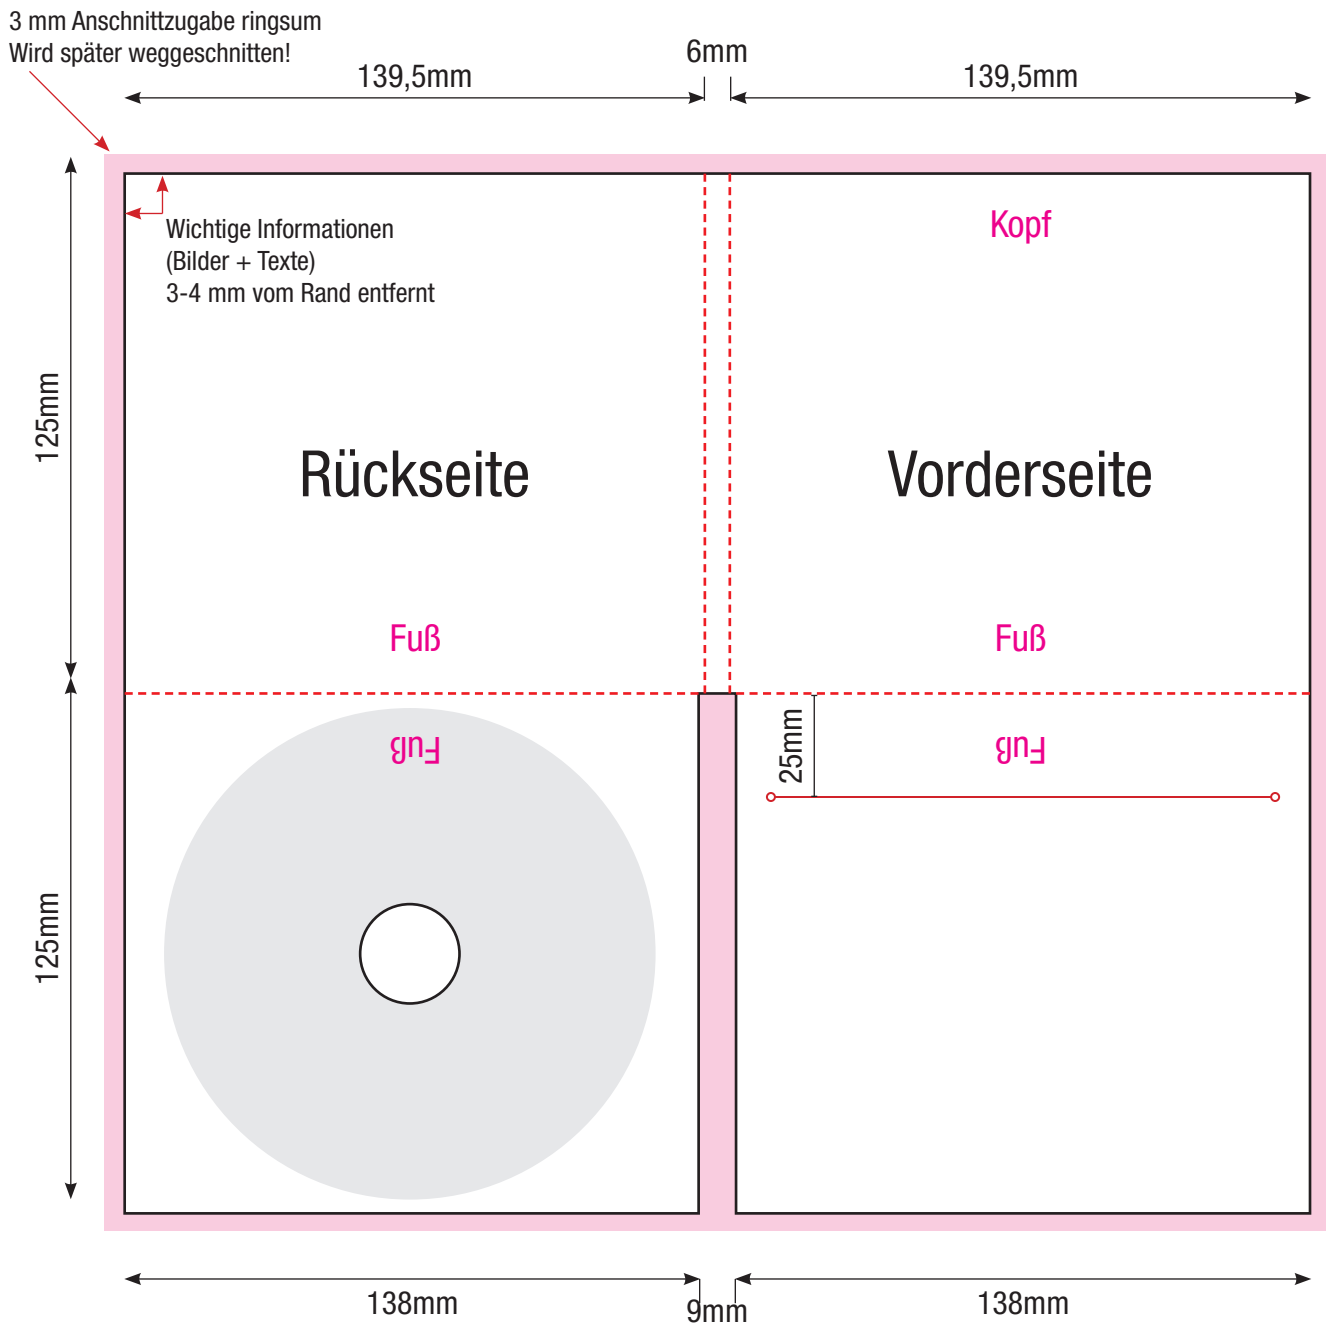 3 mm Anschnittzugabe ringsum
Wird später weggeschnitten!
139,5mm
6mm
139,5mm
Wichtige Informationen
(Bilder + Texte)
3-4 mm vom Rand entfernt
Kopf
125mm
Rückseite
Vorderseite
Fuß
Fuß
Fuß
25mm
Fuß
125mm
138mm
9mm
138mm